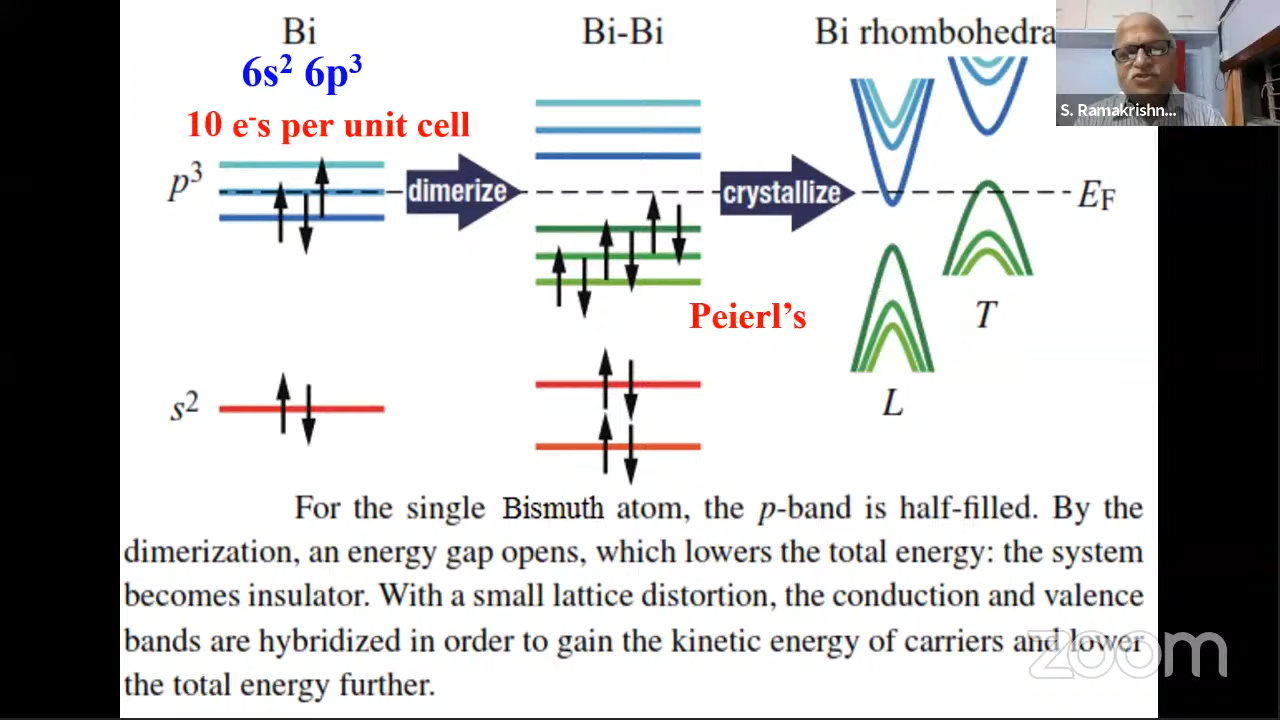 Bi
Bi-Bi
Bi rhombohedra
6s² 6p³
10 e⁻s per unit cell
S. Ramakrishn...
p³
dimerize
crystallize
E_F
Peierl's
T
s²
L
For the single Bismuth atom, the p-band is half-filled. By the
dimerization, an energy gap opens, which lowers the total energy: the system
becomes insulator. With a small lattice distortion, the conduction and valence
bands are hybridized in order to gain the kinetic energy of carriers and lower
the total energy further.
zoom